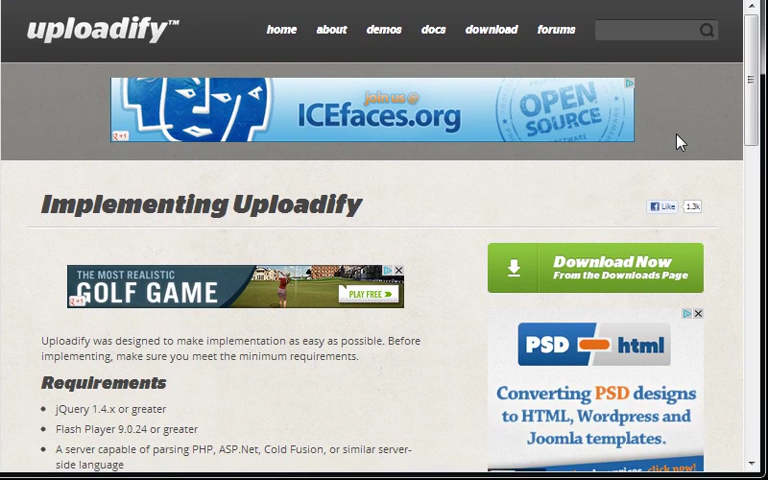 uploadify™
home about demos docs download forums
join us @
ICEfaces.org
OPEN
SOURCE
+1
Implementing Uploadify
Like 1.3k
THE MOST REALISTIC
GOLF GAME
PLAY FREE
+1
Download Now
From the Downloads Page
Uploadify was designed to make implementation as easy as possible. Before
implementing, make sure you meet the minimum requirements.
Requirements
jQuery 1.4.x or greater
Flash Player 9.0.24 or greater
A server capable of parsing PHP, ASP.Net, Cold Fusion, or similar server-
side language
PSD html
Converting PSD designs
to HTML, Wordpress and
Joomla templates.
click now!